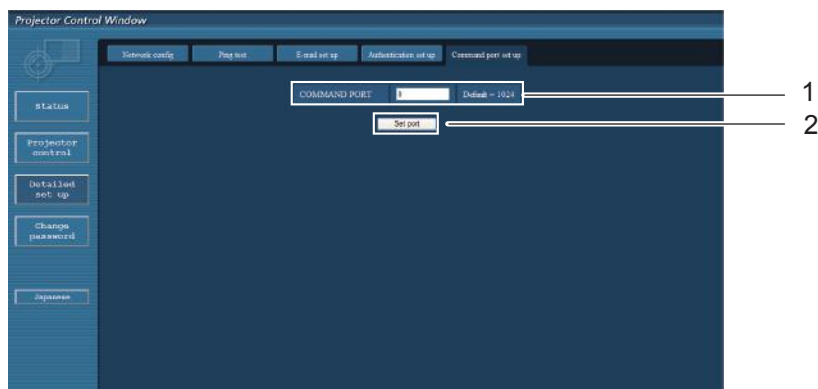 Projector Control Window
Network config Ping test E-mail set up Authentication set up Command port set up
COMMAND PORT Default = 1024
1
Set port
2
Status
Projector
control
Detailed
set up
Change
password
Japanese